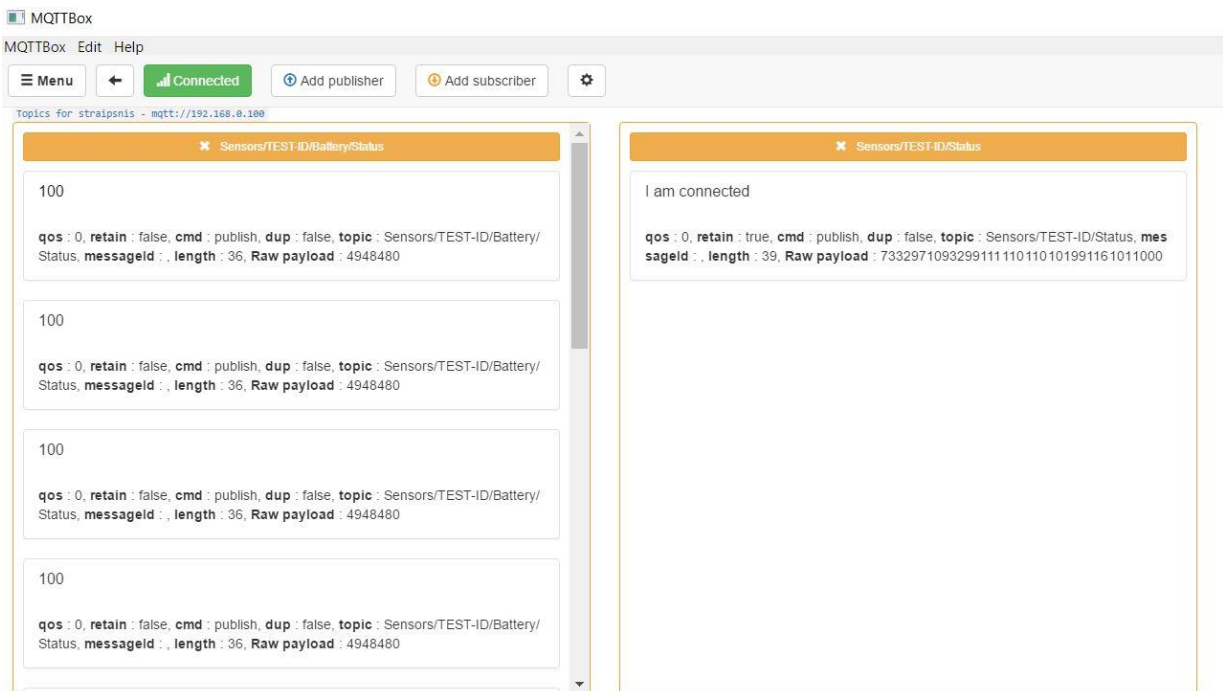 MQTTBox
MQTTBox Edit Help
Menu
Connected
Add publisher
Add subscriber
Topics for straipsnis - mqtt://192.168.0.100
Sensors/TEST-ID/Battery/Status
100
qos : 0, retain : false, cmd : publish, dup : false, topic : Sensors/TEST-ID/Battery/
Status, messageId : , length : 36, Raw payload : 4948480
100
qos : 0, retain : false, cmd : publish, dup : false, topic : Sensors/TEST-ID/Battery/
Status, messageId : , length : 36, Raw payload : 4948480
100
qos : 0, retain : false, cmd : publish, dup : false, topic : Sensors/TEST-ID/Battery/
Status, messageId : , length : 36, Raw payload : 4948480
100
qos : 0, retain : false, cmd : publish, dup : false, topic : Sensors/TEST-ID/Battery/
Status, messageId : , length : 36, Raw payload : 4948480
Sensors/TEST-ID/Status
I am connected
qos : 0, retain : true, cmd : publish, dup : false, topic : Sensors/TEST-ID/Status, mes
sageId : , length : 39, Raw payload : 7332971093299111110110101991161011000